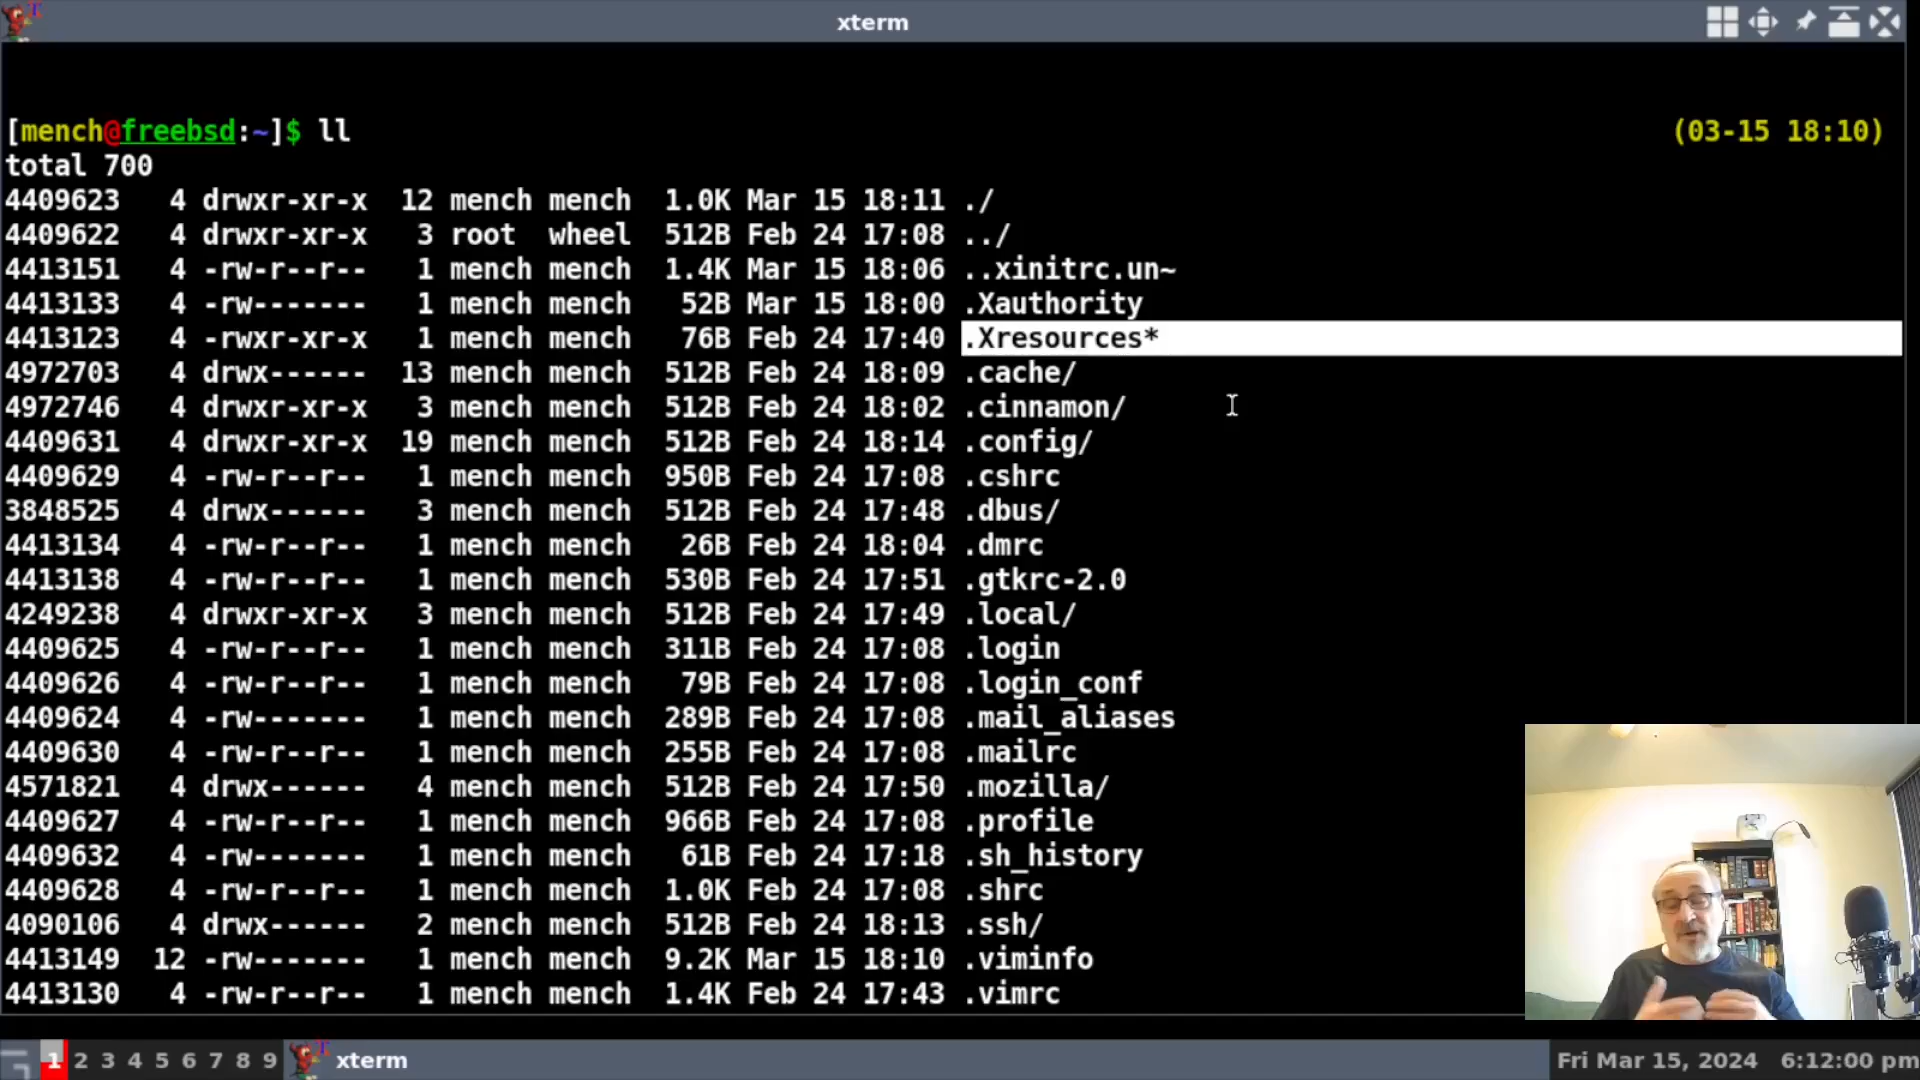 xterm
[mench@freebsd:~]$ ll (03-15 18:10)
total 700
4409623 4 drwxr-xr-x 12 mench mench 1.0K Mar 15 18:11 ./
4409622 4 drwxr-xr-x 3 root wheel 512B Feb 24 17:08 ../
4413151 4 -rw-r--r-- 1 mench mench 1.4K Mar 15 18:06 ..xinitrc.un~
4413133 4 -rw------- 1 mench mench 52B Mar 15 18:00 .Xauthority
4413123 4 -rwxr-xr-x 1 mench mench 76B Feb 24 17:40 .Xresources*
4972703 4 drwx------ 13 mench mench 512B Feb 24 18:09 .cache/
4972746 4 drwxr-xr-x 3 mench mench 512B Feb 24 18:02 .cinnamon/
4409631 4 drwxr-xr-x 19 mench mench 512B Feb 24 18:14 .config/
4409629 4 -rw-r--r-- 1 mench mench 950B Feb 24 17:08 .cshrc
3848525 4 drwx------ 3 mench mench 512B Feb 24 17:48 .dbus/
4413134 4 -rw-r--r-- 1 mench mench 26B Feb 24 18:04 .dmrc
4413138 4 -rw-r--r-- 1 mench mench 530B Feb 24 17:51 .gtkrc-2.0
4249238 4 drwxr-xr-x 3 mench mench 512B Feb 24 17:49 .local/
4409625 4 -rw-r--r-- 1 mench mench 311B Feb 24 17:08 .login
4409626 4 -rw-r--r-- 1 mench mench 79B Feb 24 17:08 .login_conf
4409624 4 -rw------- 1 mench mench 289B Feb 24 17:08 .mail_aliases
4409630 4 -rw-r--r-- 1 mench mench 255B Feb 24 17:08 .mailrc
4571821 4 drwx------ 4 mench mench 512B Feb 24 17:50 .mozilla/
4409627 4 -rw-r--r-- 1 mench mench 966B Feb 24 17:08 .profile
4409632 4 -rw------- 1 mench mench 61B Feb 24 17:18 .sh_history
4409628 4 -rw-r--r-- 1 mench mench 1.0K Feb 24 17:08 .shrc
4090106 4 drwx------ 2 mench mench 512B Feb 24 18:13 .ssh/
4413149 12 -rw------- 1 mench mench 9.2K Mar 15 18:10 .viminfo
4413130 4 -rw-r--r-- 1 mench mench 1.4K Feb 24 17:43 .vimrc
1 2 3 4 5 6 7 8 9 xterm Fri Mar 15, 2024 6:12:00 pm